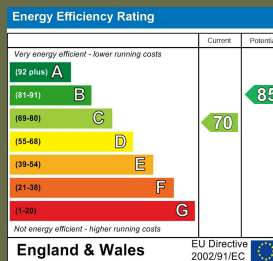 Energy Efficiency Rating
Current
Very energy efficient - lower running costs
(92 plus) A
(81-91) B
85
(69-80) C
70
(55-68) D
(39-54) E
(21-38) F
(1-20) G
Not energy efficient - higher running costs
England & Wales
EU Directive
2002/91/EC